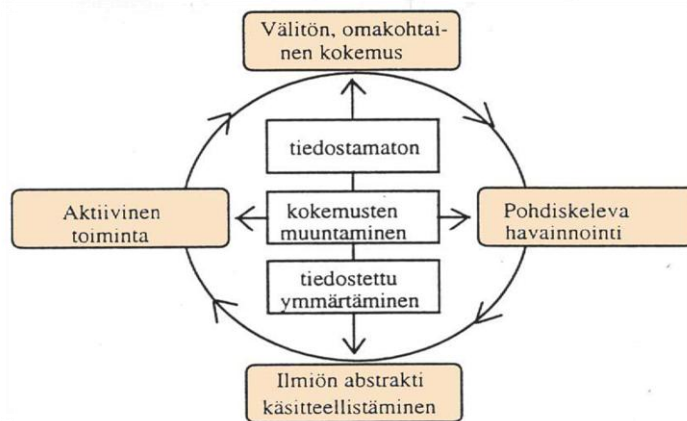 Välitön, omakohtai-
nen kokemus
tiedostamaton
Aktiivinen
toiminta
kokemusten
muuntaminen
Pohdiskeleva
havainnointi
tiedostettu
ymmärtäminen
Ilmiön abstrakti
käsitteellistäminen